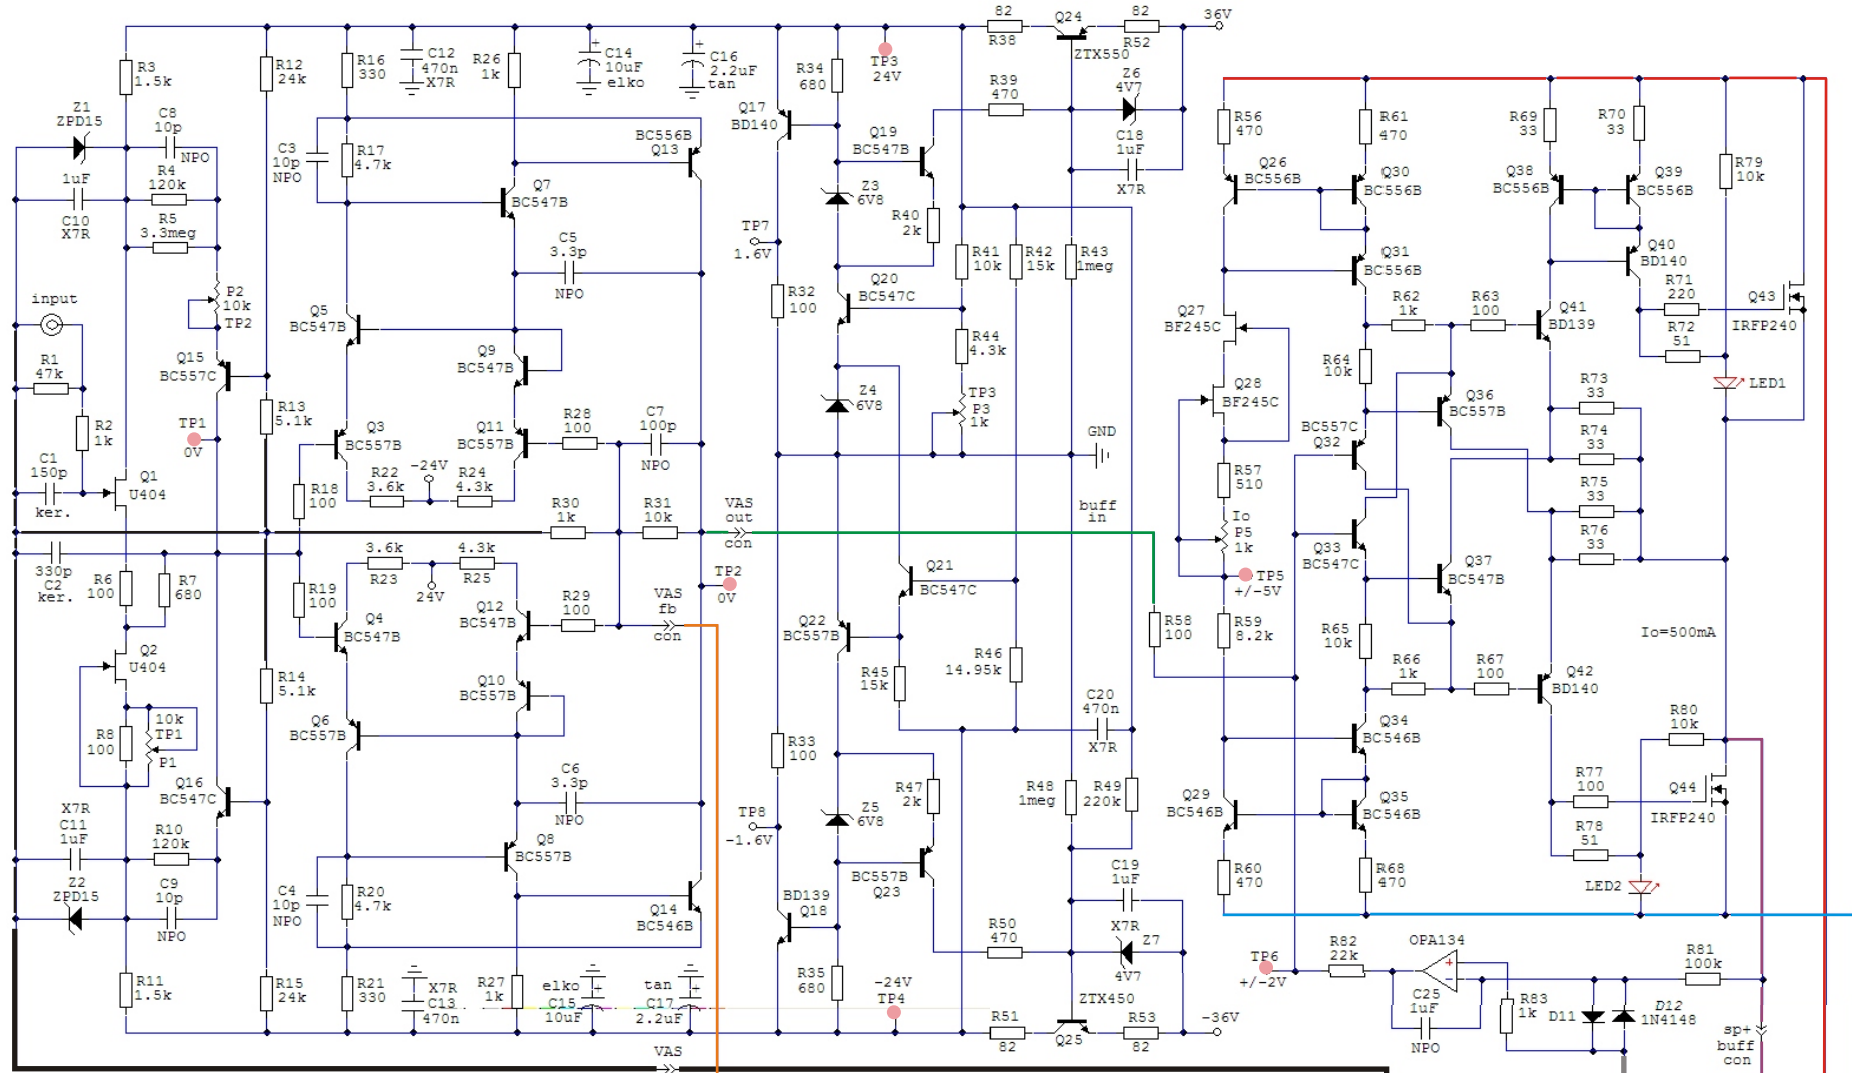 R3
1.5k
Z1
ZPD15
C8
10p
NPO
R4
120k
1uF
C10
X7R
R5
3.3meg
P2
10k
TP2
input
R1
47k
R2
1k
C1
150p
ker.
Q15
BC557C
TP1
0V
Q1
U404
330p
C2
ker.
R6
100
R7
680
Q2
U404
R8
100
10k
TP1
P1
Q16
BC547C
X7R
C11
1uF
R10
120k
Z2
ZPD15
C9
10p
NPO
R11
1.5k
R12
24k
R13
5.1k
R14
5.1k
R15
24k
R16
330
C12
470n
X7R
R26
1k
C14
10uF
elko
C16
2.2uF
tan
C3
10p
NPO
R17
4.7k
BC556B
Q13
Q7
BC547B
C5
3.3p
NPO
Q5
BC547B
Q9
BC547B
Q3
BC557B
Q11
BC557B
R28
100
C7
100p
NPO
R22
3.6k
-24V
R24
4.3k
R18
100
R30
1k
R31
10k
VAS
out
con
3.6k
R23
4.3k
R25
24V
TP2
0V
R19
100
Q4
BC547B
Q12
BC547B
R29
100
VAS
fb
con
Q10
BC557B
Q6
BC557B
C6
3.3p
NPO
Q8
BC557B
C4
10p
NPO
R20
4.7k
Q14
BC546B
R21
330
X7R
C13
470n
R27
1k
elko
C15
10uF
tan
C17
2.2uF
VAS
R34
680
TP3
24V
Q17
BD140
Q19
BC547B
Z3
6V8
R40
2k
TP7
1.6V
R32
100
Q20
BC547C
Z4
6V8
R41
10k
R42
15k
R43
1meg
R44
4.3k
TP3
P3
1k
GND
82
R38
Q24
82
R52
36V
ZTX550
R39
470
Z6
4V7
C18
1uF
X7R
buff
in
Q21
BC547C
Q22
BC557B
R45
15k
R46
14.95k
C20
470n
X7R
R33
100
TP8
-1.6V
Z5
6V8
R47
2k
R48
1meg
R49
220k
BC557B
Q23
BD139
Q18
R35
680
-24V
TP4
R50
470
C19
1uF
X7R
Z7
4V7
ZTX450
R51
82
Q25
R53
82
-36V
R56
470
R61
470
Q26
BC556B
Q30
BC556B
Q31
BC556B
Q27
BF245C
Q28
BF245C
R57
510
Io
P5
1k
TP5
+/-5V
R58
100
R59
8.2k
R62
1k
R63
100
R64
10k
BC557C
Q32
Q33
BC547C
Q36
BC557B
Q37
BC547B
R65
10k
R66
1k
R67
100
Q34
BC546B
Q35
BC546B
Q29
BC546B
R60
470
R68
470
R69
33
R70
33
Q38
BC556B
Q39
BC556B
Q40
BD140
R71
220
R72
51
Q41
BD139
R79
10k
Q43
IRFP240
LED1
R73
33
R74
33
R75
33
R76
33
Io=500mA
Q42
BD140
R80
10k
R77
100
Q44
IRFP240
R78
51
LED2
TP6
+/-2V
R82
22k
OPA134
+
-
R81
100k
C25
1uF
NPO
R83
1k
D11
D12
1N4148
sp+
buff
con